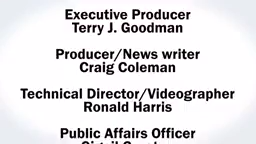 Executive Producer
Terry J. Goodman
Producer/News writer
Craig Coleman
Technical Director/Videographer
Ronald Harris
Public Affairs Officer